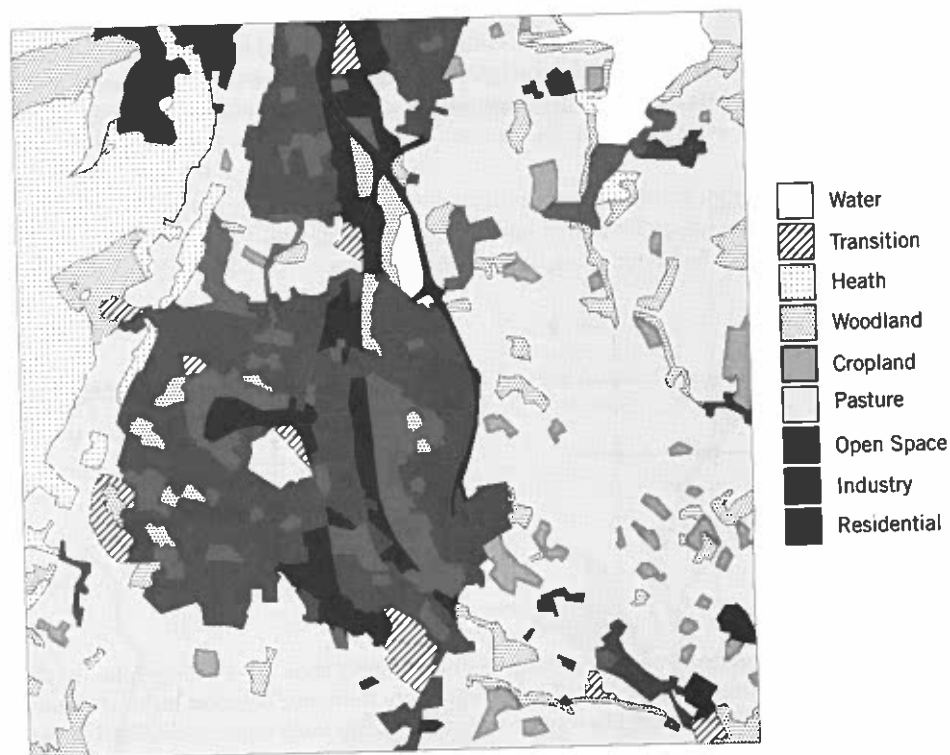 Water
Transition
Heath
Woodland
Cropland
Pasture
Open Space
Industry
Residential